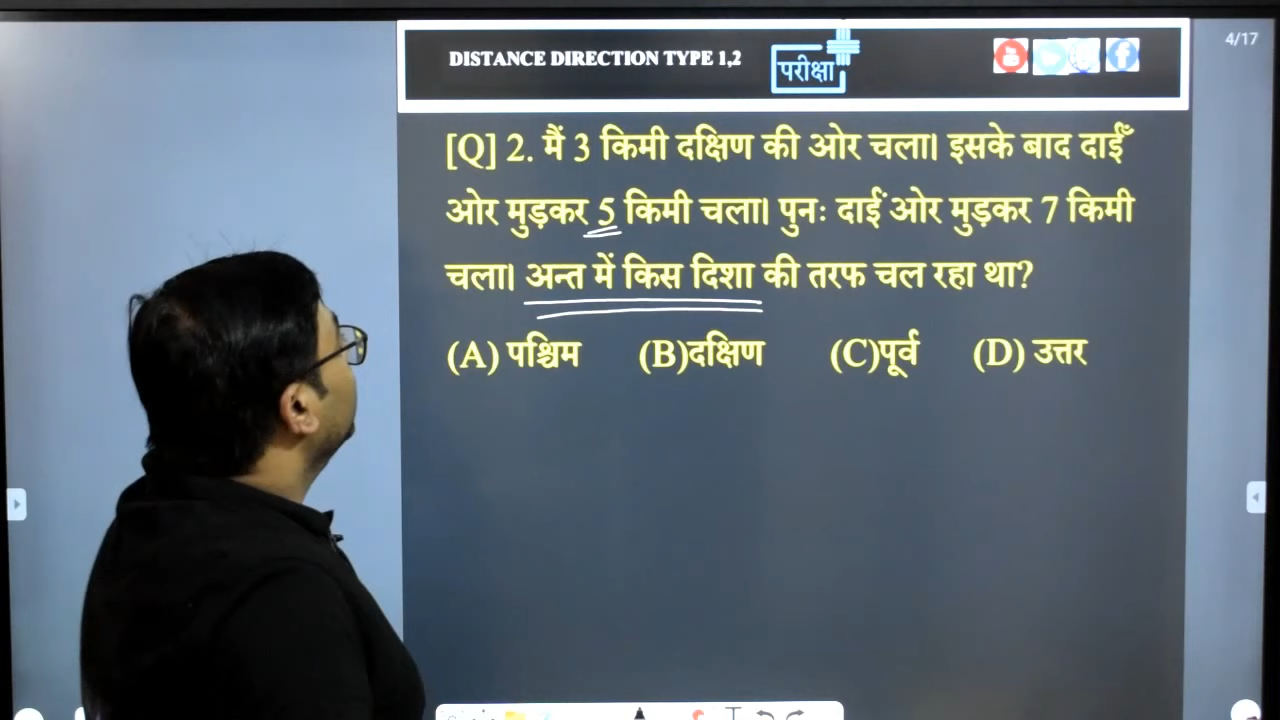 4/17
DISTANCE DIRECTION TYPE 1,2
परीक्षा
[Q] 2. मैं 3 किमी दक्षिण की ओर चला। इसके बाद दाईँ
ओर मुड़कर 5 किमी चला। पुनः दाईं ओर मुड़कर 7 किमी
चला। अन्त में किस दिशा की तरफ चल रहा था?
(A) पश्चिम (B)दक्षिण (C)पूर्व (D) उत्तर